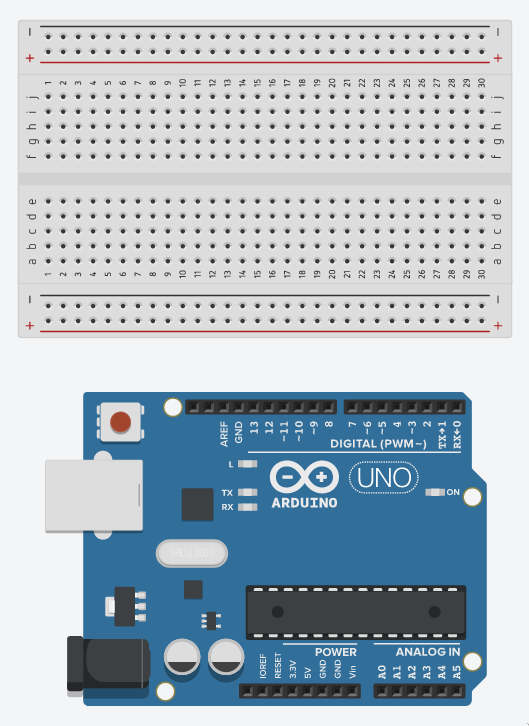 − −
+ +
1 2 3 4 5 6 7 8 9 10 11 12 13 14 15 16 17 18 19 20 21 22 23 24 25 26 27 28 29 30
j j
i i
h h
g g
f f
e e
d d
c c
b b
a a
1 2 3 4 5 6 7 8 9 10 11 12 13 14 15 16 17 18 19 20 21 22 23 24 25 26 27 28 29 30
− −
+ +
AREF GND 13 12 ~11 ~10 ~9 8 7 ~6 ~5 4 ~3 2 TX→1 RX←0
DIGITAL (PWM~)
L
TX
RX
UNO
ON
ARDUINO
POWER ANALOG IN
IOREF RESET 3.3V 5V GND GND Vin A0 A1 A2 A3 A4 A5